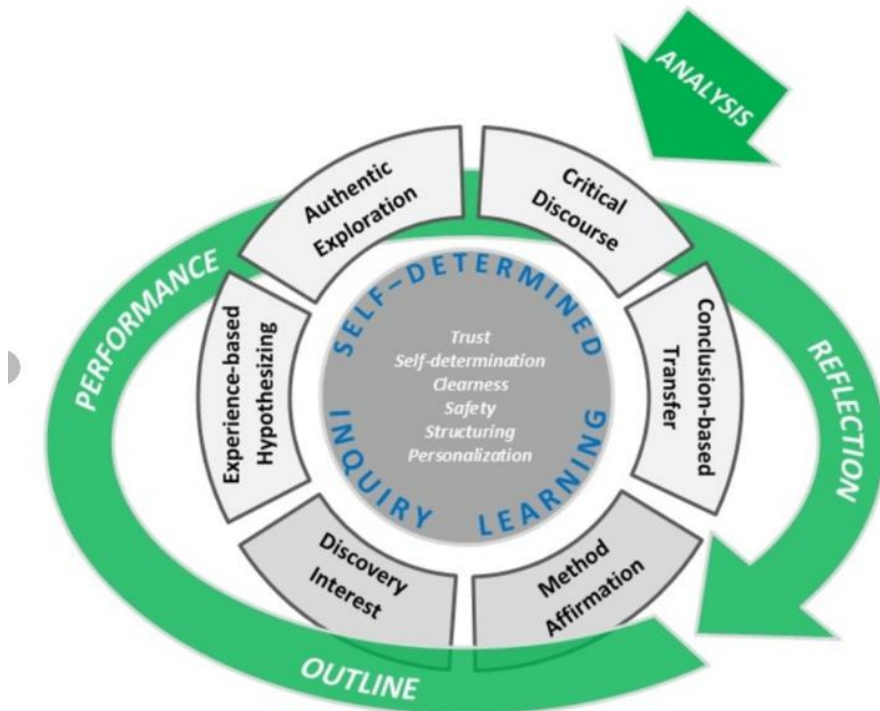 ANALYSIS
Authentic
Exploration
Critical
Discourse
PERFORMANCE
Experience-based
Hypothesizing
SELF–DETERMINED
Trust
Self-determination
Clearness
Safety
Structuring
Personalization
INQUIRY LEARNING
Conclusion-based
Transfer
REFLECTION
Discovery
Interest
Method
Affirmation
OUTLINE